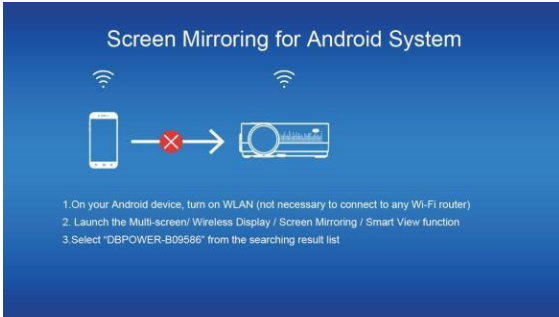 Screen Mirroring for Android System
1.On your Android device, turn on WLAN (not necessary to connect to any Wi-Fi router)
2. Launch the Multi-screen/ Wireless Display / Screen Mirroring / Smart View function
3.Select “DBPOWER-B09586” from the searching result list